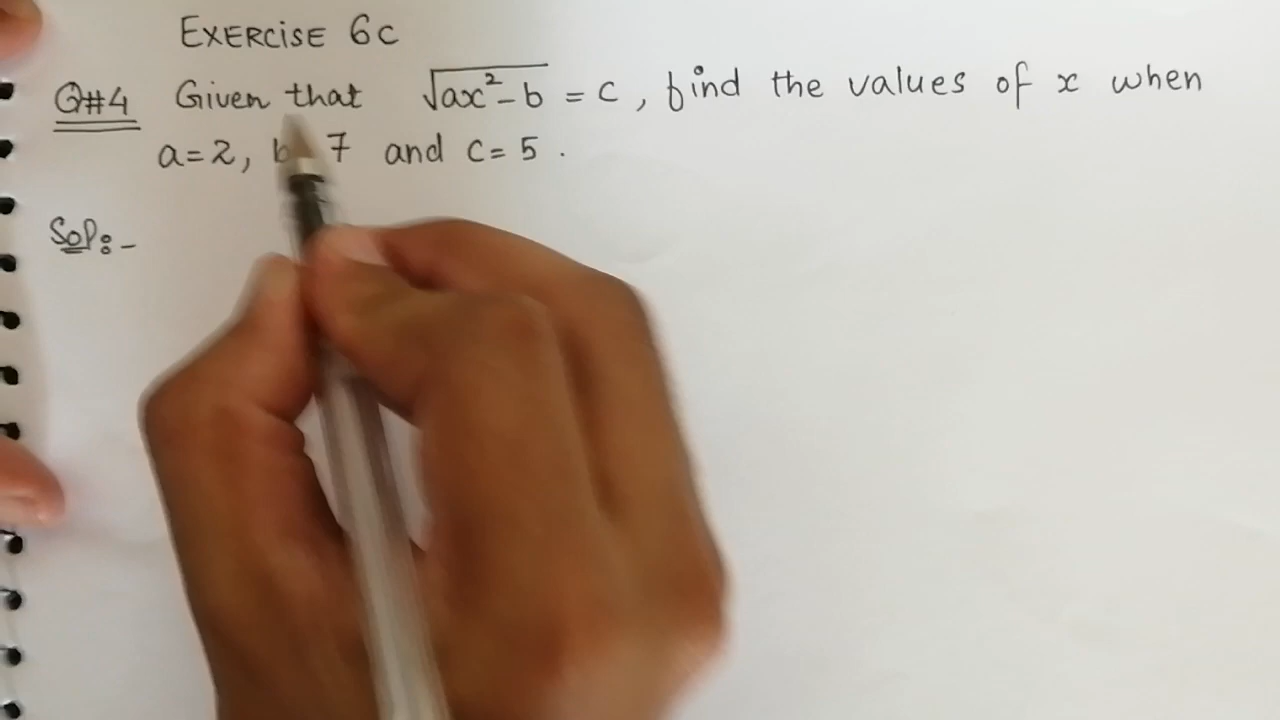 EXERCISE 6C
Q#4 Given that √ax²-b = c, find the values of x when
a=2, b 7 and c= 5 .
Sol:-